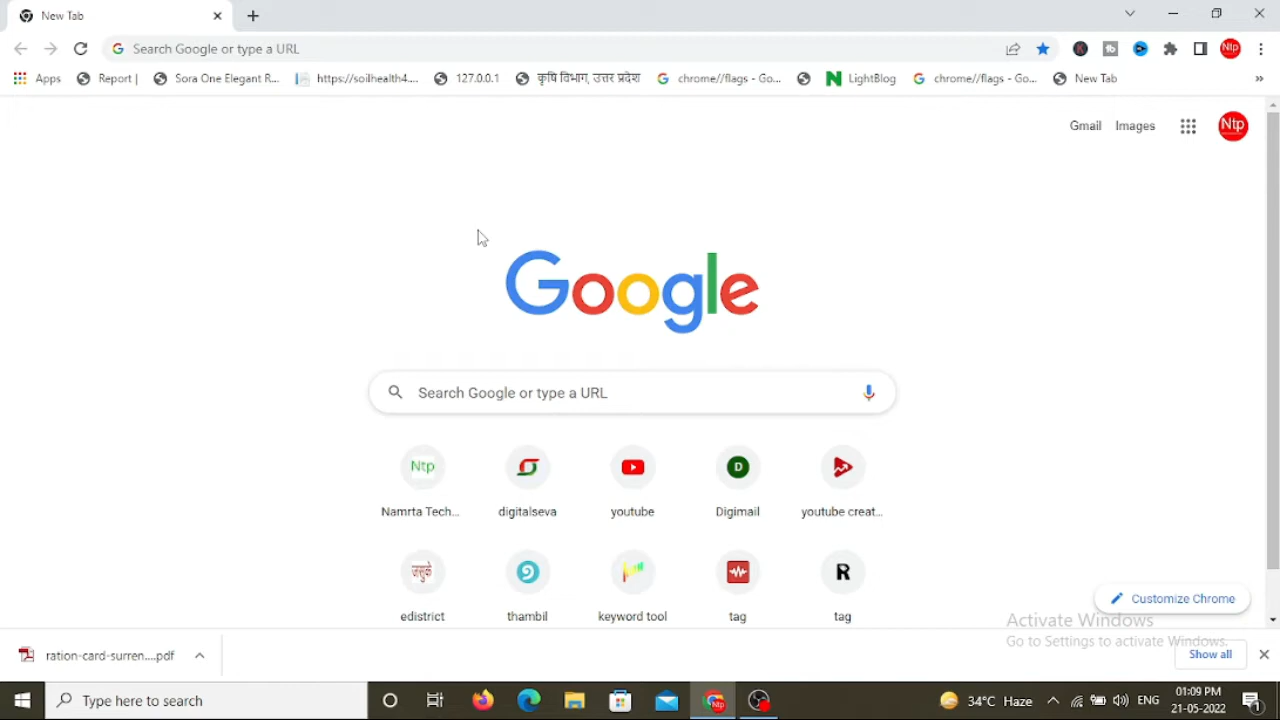 New Tab
Search Google or type a URL
Ntp
Apps Report | Sora One Elegant R... https://soilhealth4.... 127.0.0.1 कृषि विभाग, उत्तर प्रदेश chrome//flags - Go... LightBlog chrome//flags - Go... New Tab »
Gmail Images Ntp
Google
Search Google or type a URL
Ntp D
Namrta Tech... digitalseva youtube Digimail youtube creat...
R
edistrict thambil keyword tool tag tag
Customize Chrome
Activate Windows
Go to Settings to activate Windows.
ration-card-surren....pdf Show all
Type here to search 34°C Haze ENG 01:09 PM
21-05-2022
1